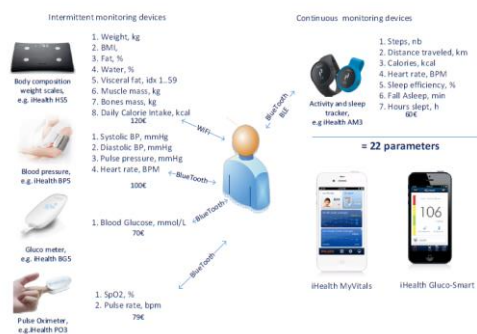 Intermittent monitoring devices
1. Weight, kg
2. BMI,
3. Fat, %
4. Water, %
5. Visceral fat, idx 1..59
6. Muscle mass, kg
7. Bones mass, kg
8. Daily Calorie Intake, kcal
120€
Body composition
weight scales,
e.g. iHealth HS5
WiFi
1. Systolic BP, mmHg
2. Diastolic BP, mmHg
3. Pulse pressure, mmHg
4. Heart rate, BPM
100€
Blood pressure,
e.g. iHealth BP5
BlueTooth
1. Blood Glucose, mmol/L
70€
Gluco meter,
e.g. iHealth BG5
BlueTooth
1. SpO2, %
2. Pulse rate, bpm
79€
Pulse Oximeter,
e.g.iHealth PO3
BlueTooth
Continuous monitoring devices
1. Steps, nb
2. Distance traveled, km
3. Calories, kcal
4. Heart rate, BPM
5. Sleep efficiency, %
6. Fall Asleep, min
7. Hours slept, h
60€
Activity and sleep
tracker,
e.g iHealth AM3
BlueTooth
BLE
= 22 parameters
106
iHealth MyVitals
iHealth Gluco-Smart